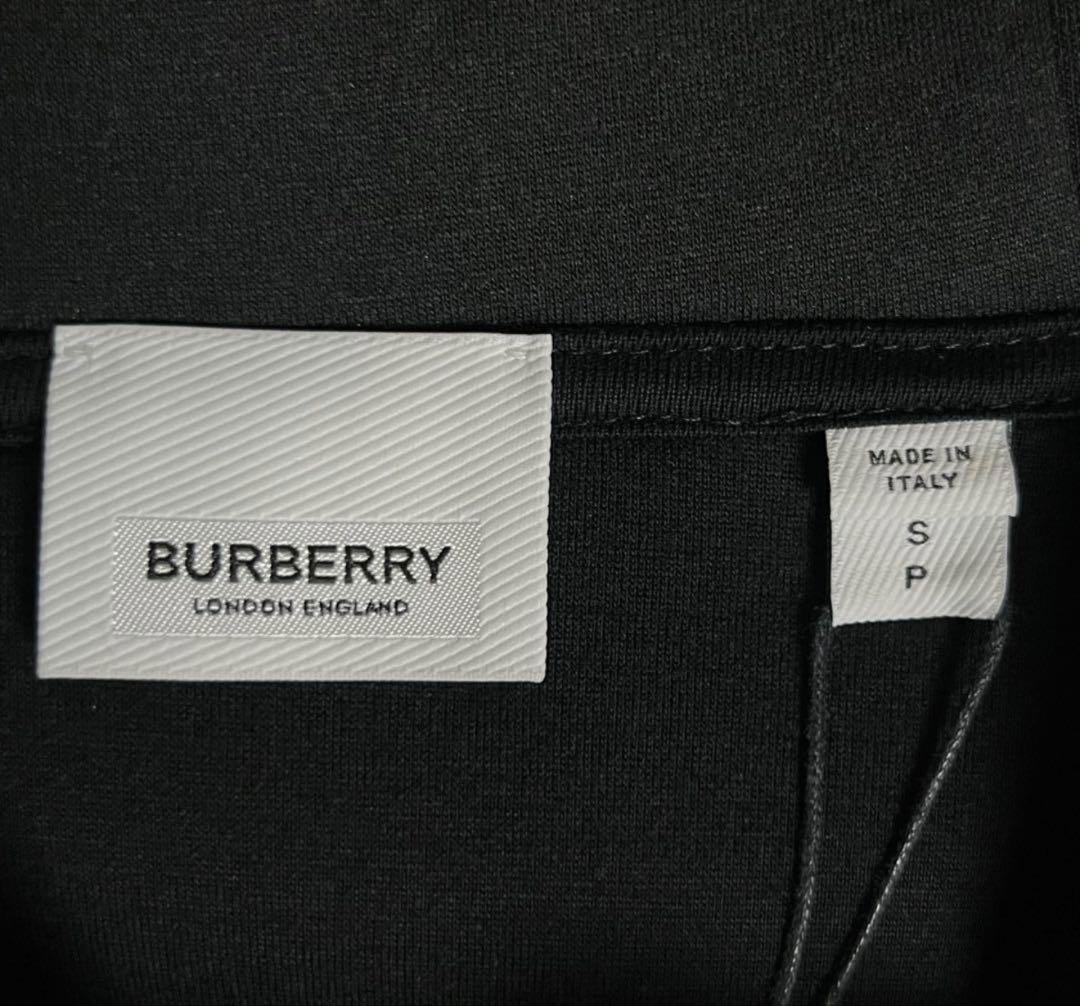 BURBERRY
LONDON ENGLAND
MADE IN
ITALY
S
P